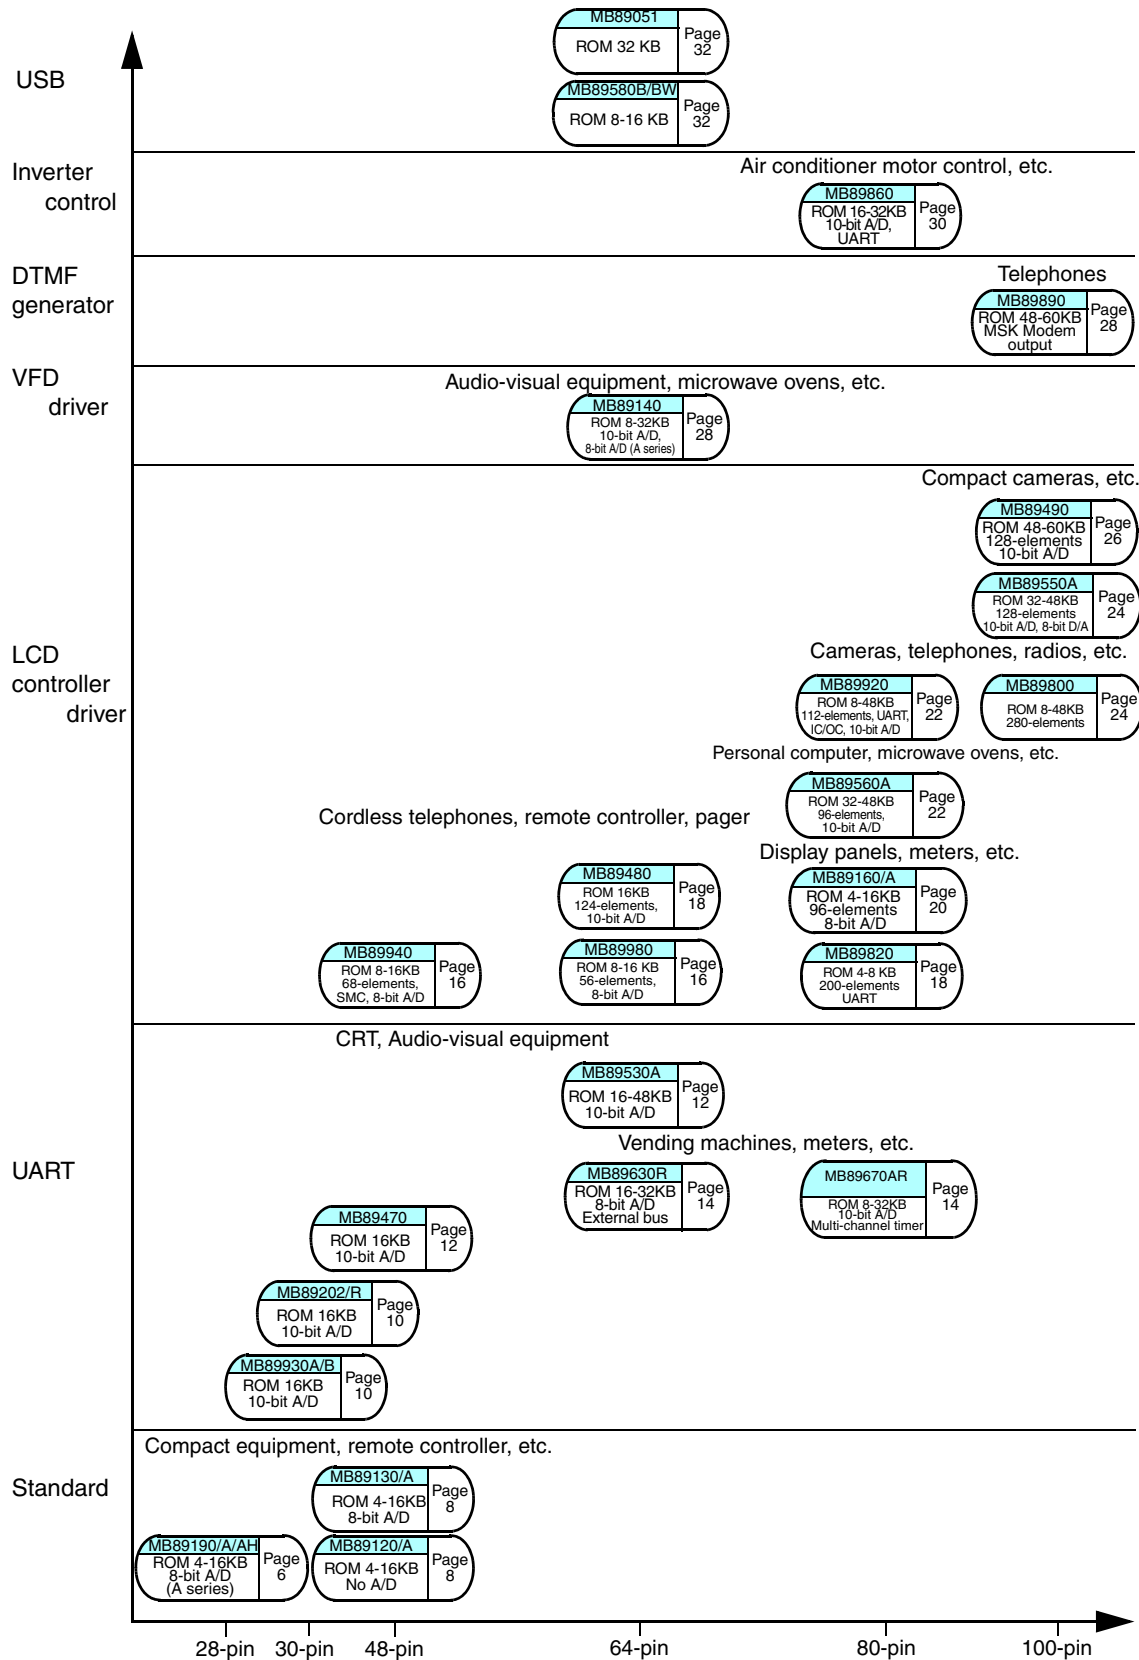 MB89051
ROM 32 KB
Page
32
USB
MB89580B/BW
ROM 8-16 KB
Page
32
Inverter
control
Air conditioner motor control, etc.
MB89860
ROM 16-32KB
10-bit A/D,
UART
Page
30
DTMF
generator
Telephones
MB89890
ROM 48-60KB
MSK Modem
output
Page
28
VFD
driver
Audio-visual equipment, microwave ovens, etc.
MB89140
ROM 8-32KB
10-bit A/D,
8-bit A/D (A series)
Page
28
LCD
controller
driver
Compact cameras, etc.
MB89490
ROM 48-60KB
128-elements
10-bit A/D
Page
26
MB89550A
ROM 32-48KB
128-elements
10-bit A/D, 8-bit D/A
Page
24
Cameras, telephones, radios, etc.
MB89920
ROM 8-48KB
112-elements, UART,
IC/OC, 10-bit A/D
Page
22
MB89800
ROM 8-48KB
280-elements
Page
24
Personal computer, microwave ovens, etc.
MB89560A
ROM 32-48KB
96-elements,
10-bit A/D
Page
22
Cordless telephones, remote controller, pager
Display panels, meters, etc.
MB89480
ROM 16KB
124-elements,
10-bit A/D
Page
18
MB89160/A
ROM 4-16KB
96-elements
8-bit A/D
Page
20
MB89940
ROM 8-16KB
68-elements,
SMC, 8-bit A/D
Page
16
MB89980
ROM 8-16 KB
56-elements,
8-bit A/D
Page
16
MB89820
ROM 4-8 KB
200-elements
UART
Page
18
UART
CRT, Audio-visual equipment
MB89530A
ROM 16-48KB
10-bit A/D
Page
12
Vending machines, meters, etc.
MB89630R
ROM 16-32KB
8-bit A/D
External bus
Page
14
MB89670AR
ROM 8-32KB
10-bit A/D
Multi-channel timer
Page
14
MB89470
ROM 16KB
10-bit A/D
Page
12
MB89202/R
ROM 16KB
10-bit A/D
Page
10
MB89930A/B
ROM 16KB
10-bit A/D
Page
10
Standard
Compact equipment, remote controller, etc.
MB89130/A
ROM 4-16KB
8-bit A/D
Page
8
MB89190/A/AH
ROM 4-16KB
8-bit A/D
(A series)
Page
6
MB89120/A
ROM 4-16KB
No A/D
Page
8
28-pin 30-pin 48-pin 64-pin 80-pin 100-pin